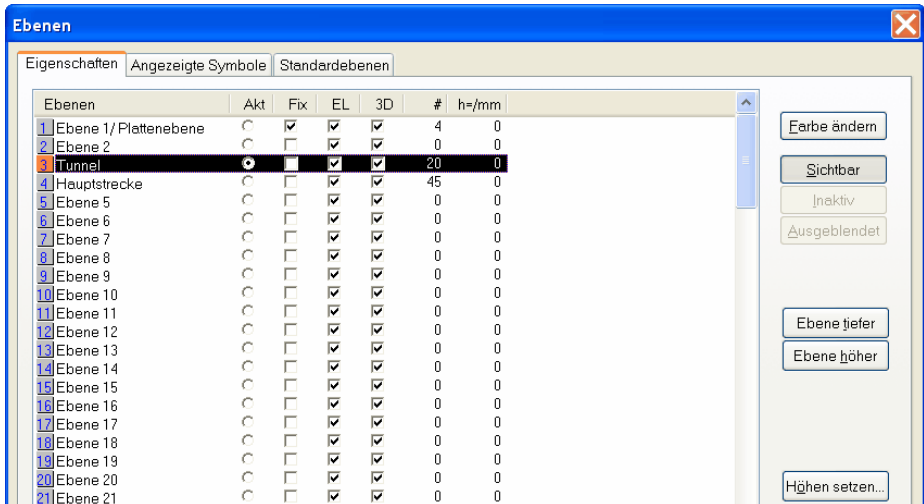 Ebenen
Eigenschaften Angezeigte Symbole Standardebenen
Ebenen Akt Fix EL 3D # h=/mm
1 Ebene 1/ Plattenebene 4 0
2 Ebene 2 0 0
3 Tunnel 20 0
4 Hauptstrecke 45 0
5 Ebene 5 0 0
6 Ebene 6 0 0
7 Ebene 7 0 0
8 Ebene 8 0 0
9 Ebene 9 0 0
10 Ebene 10 0 0
11 Ebene 11 0 0
12 Ebene 12 0 0
13 Ebene 13 0 0
14 Ebene 14 0 0
15 Ebene 15 0 0
16 Ebene 16 0 0
17 Ebene 17 0 0
18 Ebene 18 0 0
19 Ebene 19 0 0
20 Ebene 20 0 0
21 Ebene 21 0 0
Farbe ändern
Sichtbar
Inaktiv
Ausgeblendet
Ebene tiefer
Ebene höher
Höhen setzen...